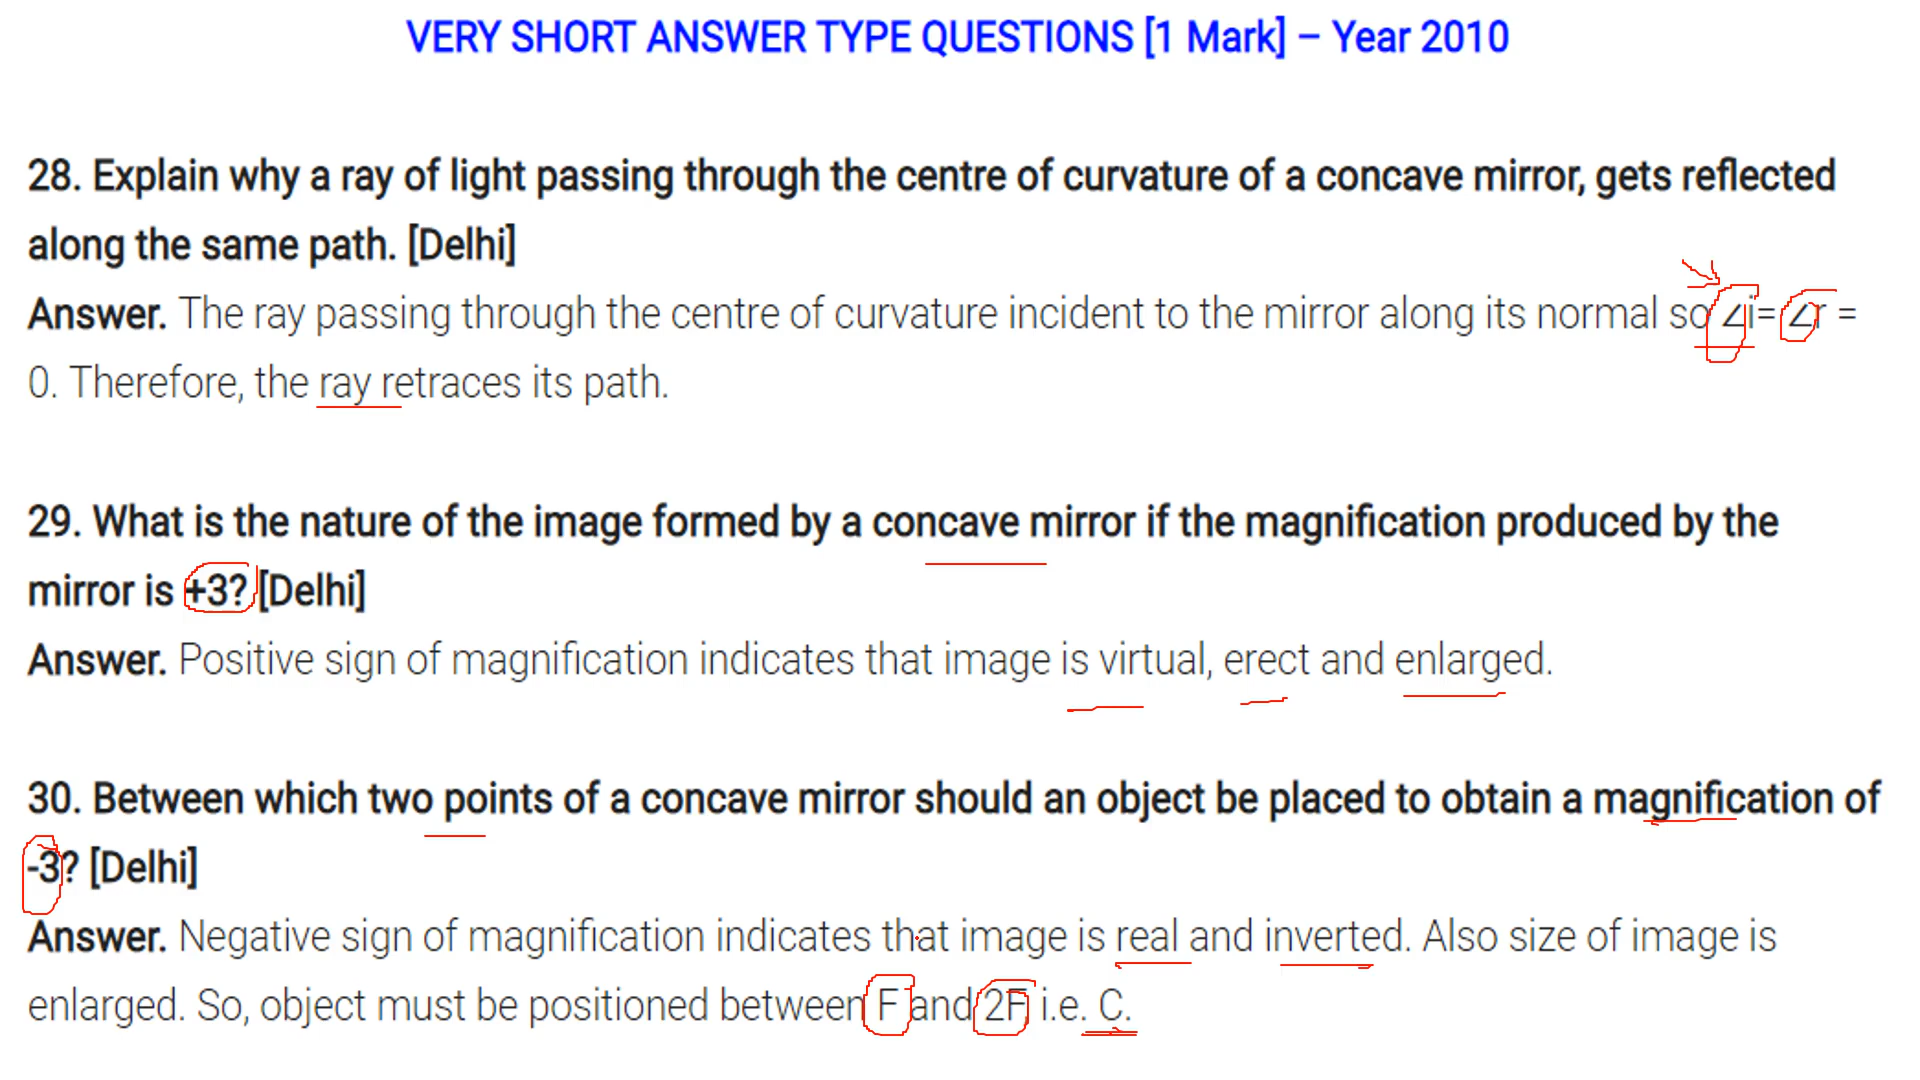 VERY SHORT ANSWER TYPE QUESTIONS [1 Mark] – Year 2010
28. Explain why a ray of light passing through the centre of curvature of a concave mirror, gets reflected
along the same path. [Delhi]
Answer. The ray passing through the centre of curvature incident to the mirror along its normal so ∠i= ∠r =
0. Therefore, the ray retraces its path.
29. What is the nature of the image formed by a concave mirror if the magnification produced by the
mirror is +3? [Delhi]
Answer. Positive sign of magnification indicates that image is virtual, erect and enlarged.
30. Between which two points of a concave mirror should an object be placed to obtain a magnification of
-3? [Delhi]
Answer. Negative sign of magnification indicates that image is real and inverted. Also size of image is
enlarged. So, object must be positioned between F and 2F i.e. C.